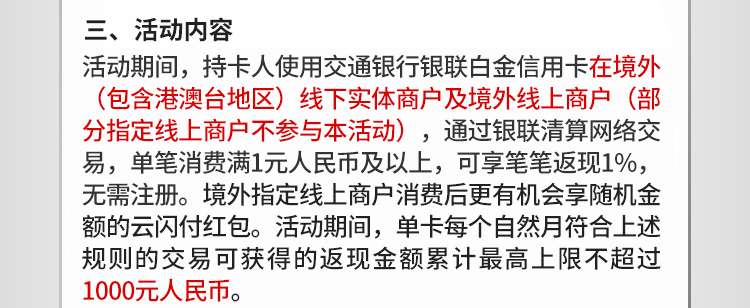 三、活动内容
活动期间，持卡人使用交通银行银联白金信用卡在境外
（包含港澳台地区）线下实体商户及境外线上商户（部
分指定线上商户不参与本活动），通过银联清算网络交
易，单笔消费满1元人民币及以上，可享笔笔返现1%，
无需注册。境外指定线上商户消费后更有机会享随机金
额的云闪付红包。活动期间，单卡每个自然月符合上述
规则的交易可获得的返现金额累计最高上限不超过
1000元人民币。